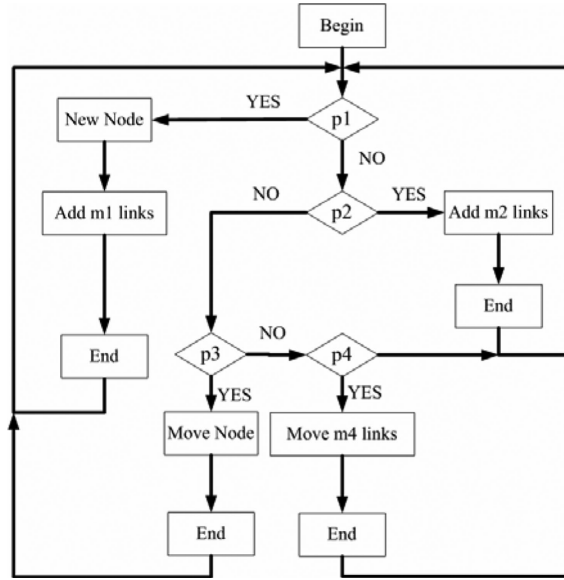 Begin
YES
New Node
p1
NO
Add m1 links
NO
p2
YES
Add m2 links
End
End
p3
NO
p4
YES
YES
Move Node
Move m4 links
End
End